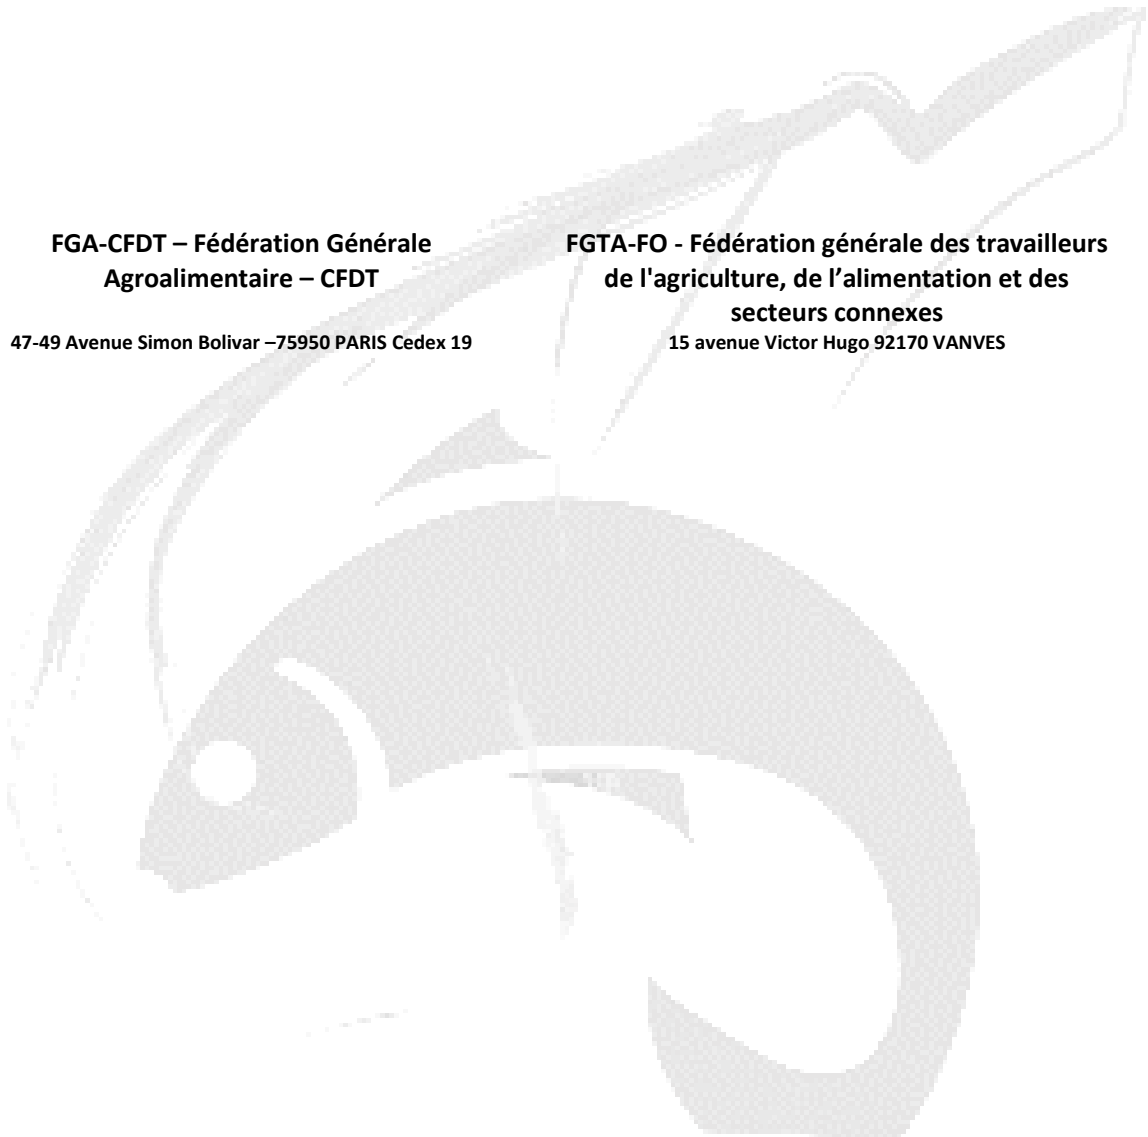 FGA-CFDT – Fédération Générale
Agroalimentaire – CFDT
47-49 Avenue Simon Bolivar –75950 PARIS Cedex 19
FGTA-FO - Fédération générale des travailleurs
de l'agriculture, de l’alimentation et des
secteurs connexes
15 avenue Victor Hugo 92170 VANVES